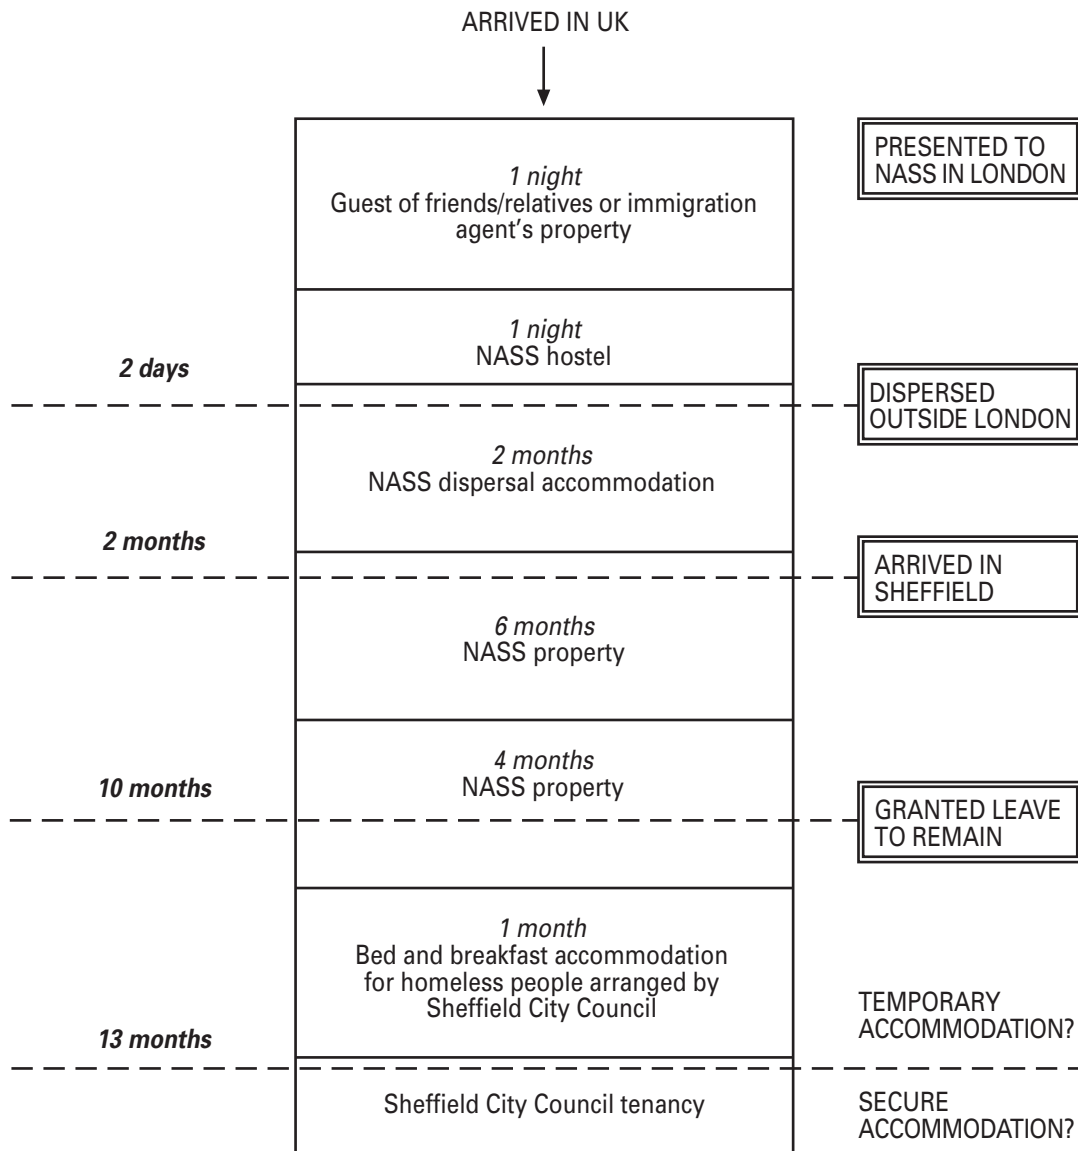 ARRIVED IN UK
PRESENTED TO
NASS IN LONDON
1 night
Guest of friends/relatives or immigration
agent's property
1 night
NASS hostel
2 days
DISPERSED
OUTSIDE LONDON
2 months
NASS dispersal accommodation
2 months
ARRIVED IN
SHEFFIELD
6 months
NASS property
4 months
NASS property
10 months
GRANTED LEAVE
TO REMAIN
1 month
Bed and breakfast accommodation
for homeless people arranged by
Sheffield City Council
TEMPORARY
ACCOMMODATION?
13 months
Sheffield City Council tenancy
SECURE
ACCOMMODATION?